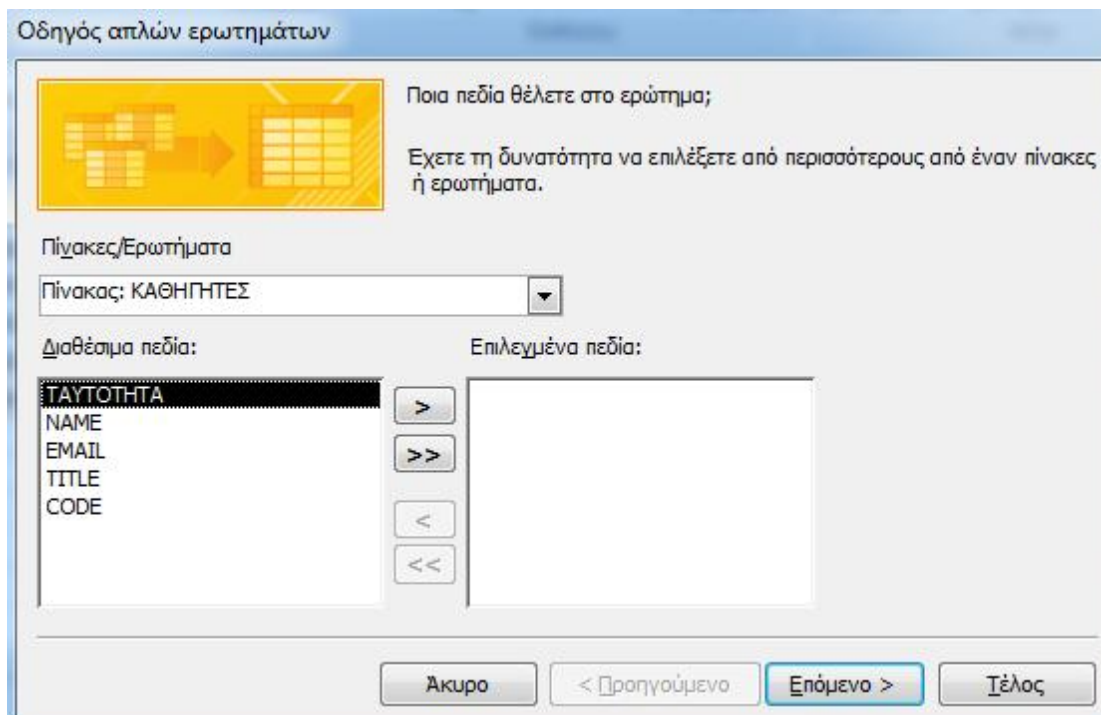 Οδηγός απλών ερωτημάτων
Ποια πεδία θέλετε στο ερώτημα;
Έχετε τη δυνατότητα να επιλέξετε από περισσότερους από έναν πίνακες
ή ερωτήματα.
Πίνακες/Ερωτήματα
Πίνακας: ΚΑΘΗΓΗΤΕΣ
Διαθέσιμα πεδία:
Επιλεγμένα πεδία:
ΤΑΥΤΟΤΗΤΑ
NAME
EMAIL
TITLE
CODE
>
>>
<
<<
Άκυρο
< Προηγούμενο
Επόμενο >
Τέλος